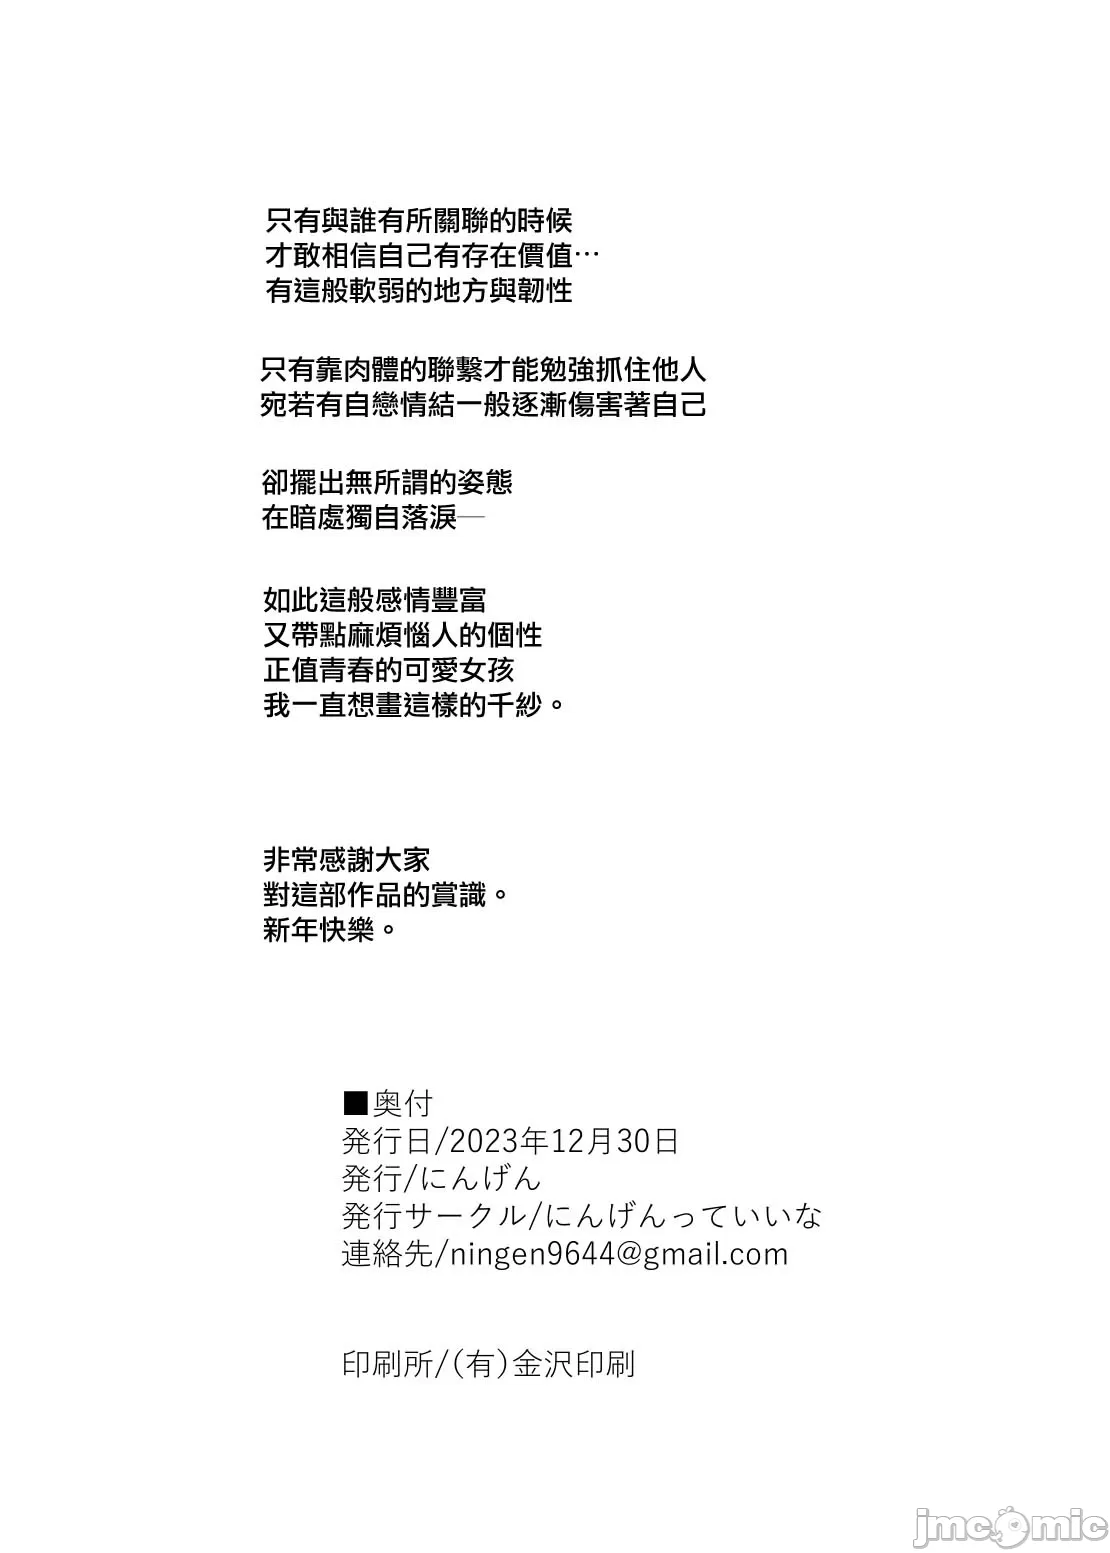 只有與誰有所關聯的時候
才敢相信自己有存在價值…
有這般軟弱的地方與韌性
只有靠肉體的聯繫才能勉強抓住他人
宛若有自戀情結一般逐漸傷害著自己
卻擺出無所謂的姿態
在暗處獨自落淚─
如此這般感情豐富
又帶點麻煩惱人的個性
正值青春的可愛女孩
我一直想畫這樣的千紗。
非常感謝大家
對這部作品的賞識。
新年快樂。
■奥付
発行日/2023年12月30日
発行/にんげん
発行サークル/にんげんっていいな
連絡先/ningen9644@gmail.com
印刷所/(有)金沢印刷
jmcomic